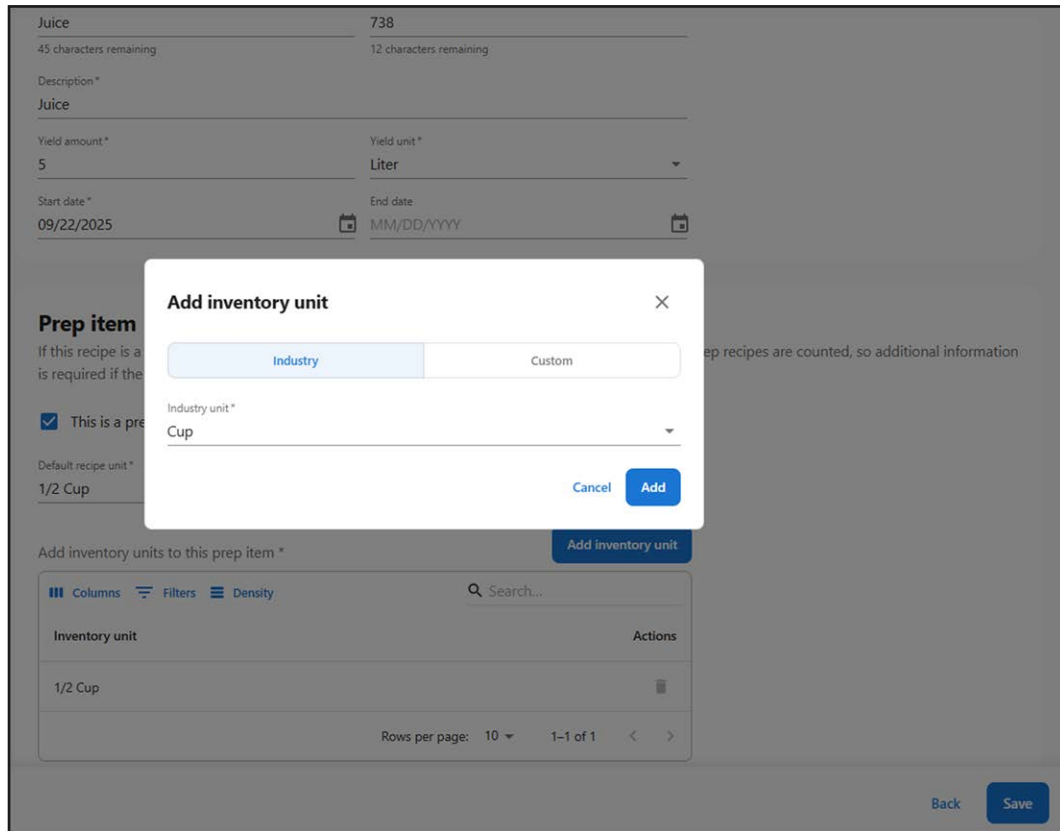 Juice 738
45 characters remaining 12 characters remaining
Description *
Juice
Yield amount * Yield unit *
5 Liter
Start date * End date
09/22/2025 MM/DD/YYYY
Add inventory unit
Prep item
If this recipe is a ep recipes are counted, so additional information
is required if the
Industry Custom
This is a pre
Industry unit *
Cup
Default recipe unit *
1/2 Cup
Cancel Add
Add inventory units to this prep item * Add inventory unit
Columns Filters Density Search...
Inventory unit Actions
1/2 Cup
Rows per page: 10 1–1 of 1
Back Save